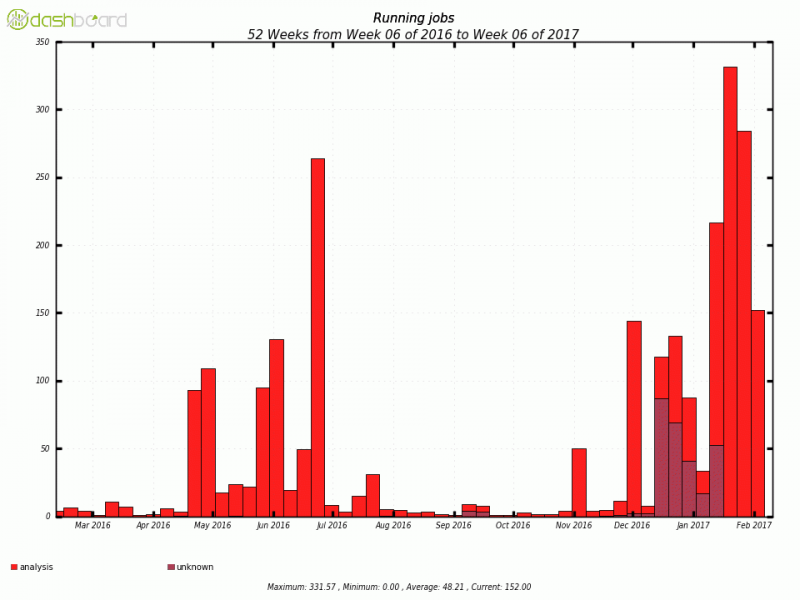 dashboard
Running jobs
52 Weeks from Week 06 of 2016 to Week 06 of 2017
350
300
250
200
150
100
50
0
Mar 2016 Apr 2016 May 2016 Jun 2016 Jul 2016 Aug 2016 Sep 2016 Oct 2016 Nov 2016 Dec 2016 Jan 2017 Feb 2017
analysis unknown
Maximum: 331.57 , Minimum: 0.00 , Average: 48.21 , Current: 152.00